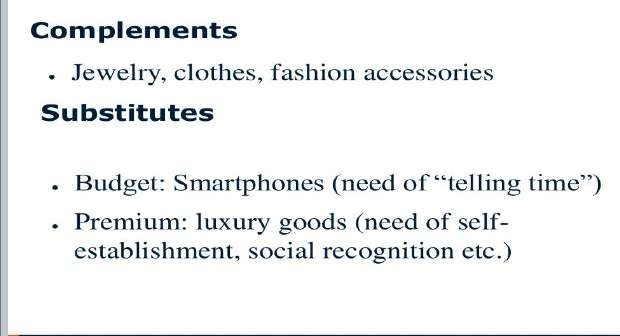 Complements
• Jewelry, clothes, fashion accessories
Substitutes
• Budget: Smartphones (need of “telling time”)
• Premium: luxury goods (need of self-
establishment, social recognition etc.)